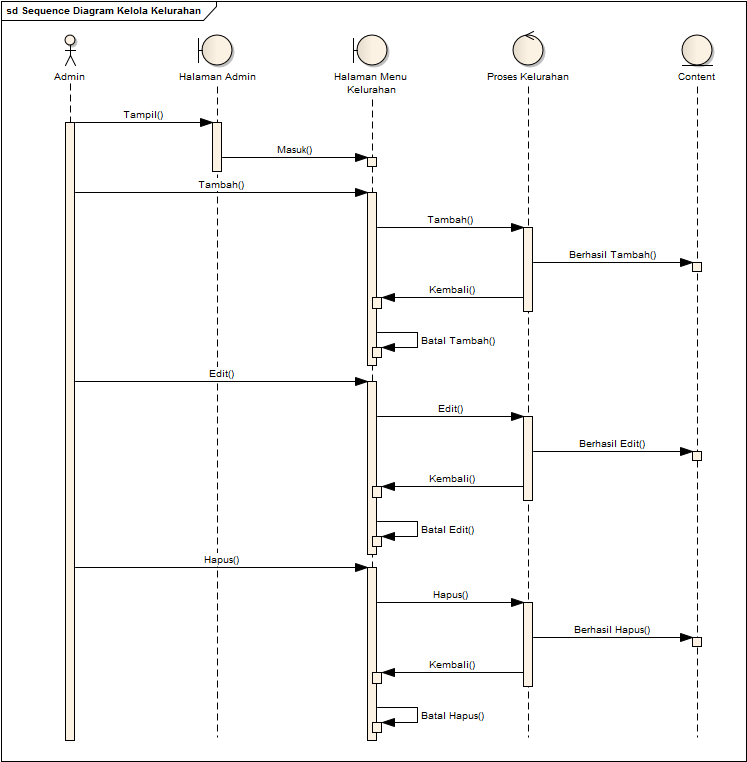 sd Sequence Diagram Kelola Kelurahan
Admin
Halaman Admin
Halaman Menu
Kelurahan
Proses Kelurahan
Content
Tampil()
Masuk()
Tambah()
Tambah()
Berhasil Tambah()
Kembali()
Batal Tambah()
Edit()
Edit()
Berhasil Edit()
Kembali()
Batal Edit()
Hapus()
Hapus()
Berhasil Hapus()
Kembali()
Batal Hapus()